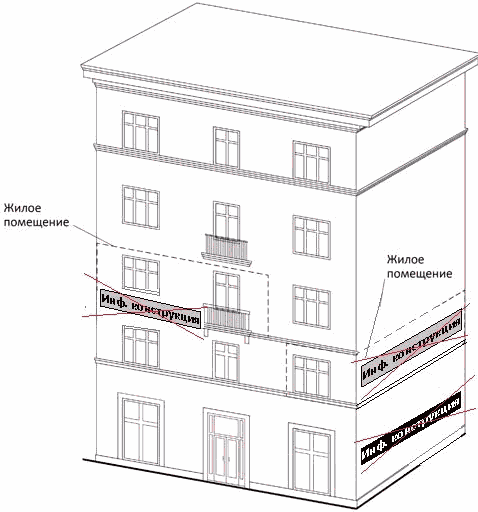 Жилое
помещение
Жилое
помещение
Инф. конструкция
Инф. конструкция
Инф. конструкция